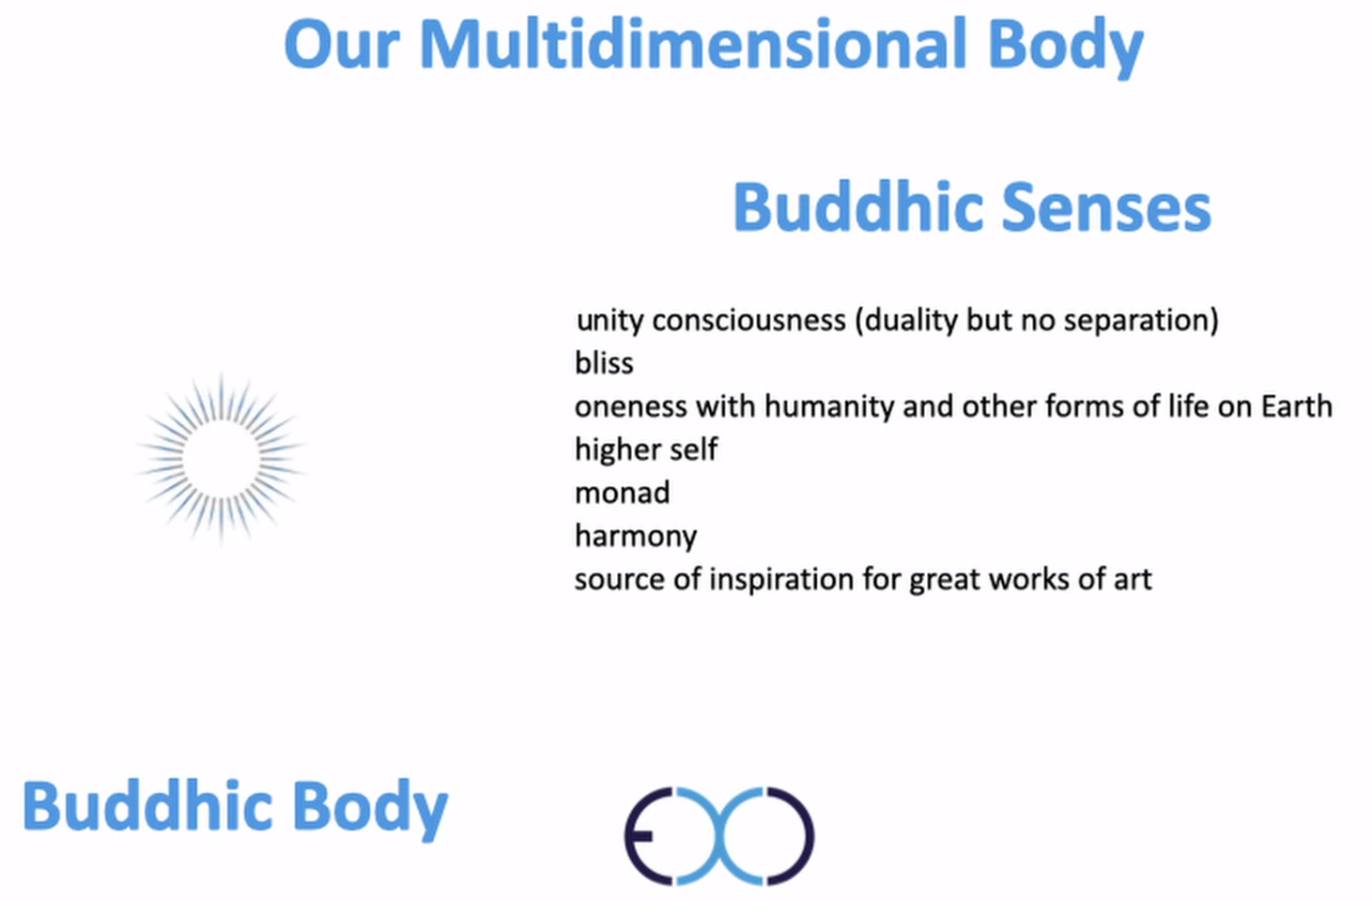 Our Multidimensional Body
Buddhic Senses
unity consciousness (duality but no separation)
bliss
oneness with humanity and other forms of life on Earth
higher self
monad
harmony
source of inspiration for great works of art
Buddhic Body
EXO